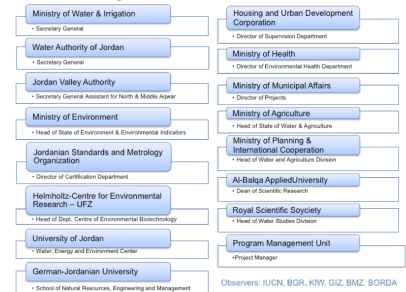 Ministry of Water & Irrigation
• Secretary General
Water Authority of Jordan
• Secretary General
Jordan Valley Authority
• Secretary General Assistant for North & Middle Aqwar
Ministry of Environment
• Head of State of Environment & Environmental Indicators
Jordanian Standards and Metrology
Organization
• Director of Certification Department
Helmholtz-Centre for Environmental
Research – UFZ
• Head of Dept. Centre of Environmental Biotechnology
University of Jordan
• Water, Energy and Environment Center
German-Jordanian University
• School of Natural Resources, Engineering and Management
Housing and Urban Development
Corporation
• Director of Supervision Department
Ministry of Health
• Director of Environmental Health Department
Ministry of Municipal Affairs
• Director of Projects
Ministry of Agriculture
• Head of State of Water & Agriculture
Ministry of Planning &
International Cooperation
• Head of Water and Agriculture Division
Al-Balqa AppliedUniversity
• Dean of Scientific Research
Royal Scientific Soyciety
• Head of Water Studies Division
Program Management Unit
•Project Manager
Observers: IUCN, BGR, KfW, GIZ, BMZ, BORDA